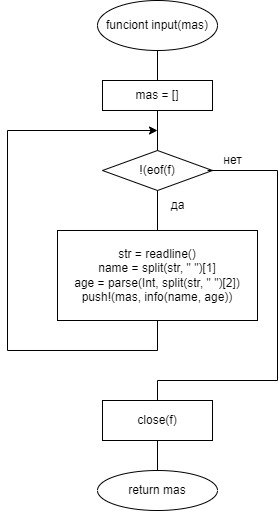 funciont input(mas)
mas = []
!(eof(f)
нет
да
str = readline()
name = split(str, " ")[1]
age = parse(Int, split(str, " ")[2])
push!(mas, info(name, age))
close(f)
return mas